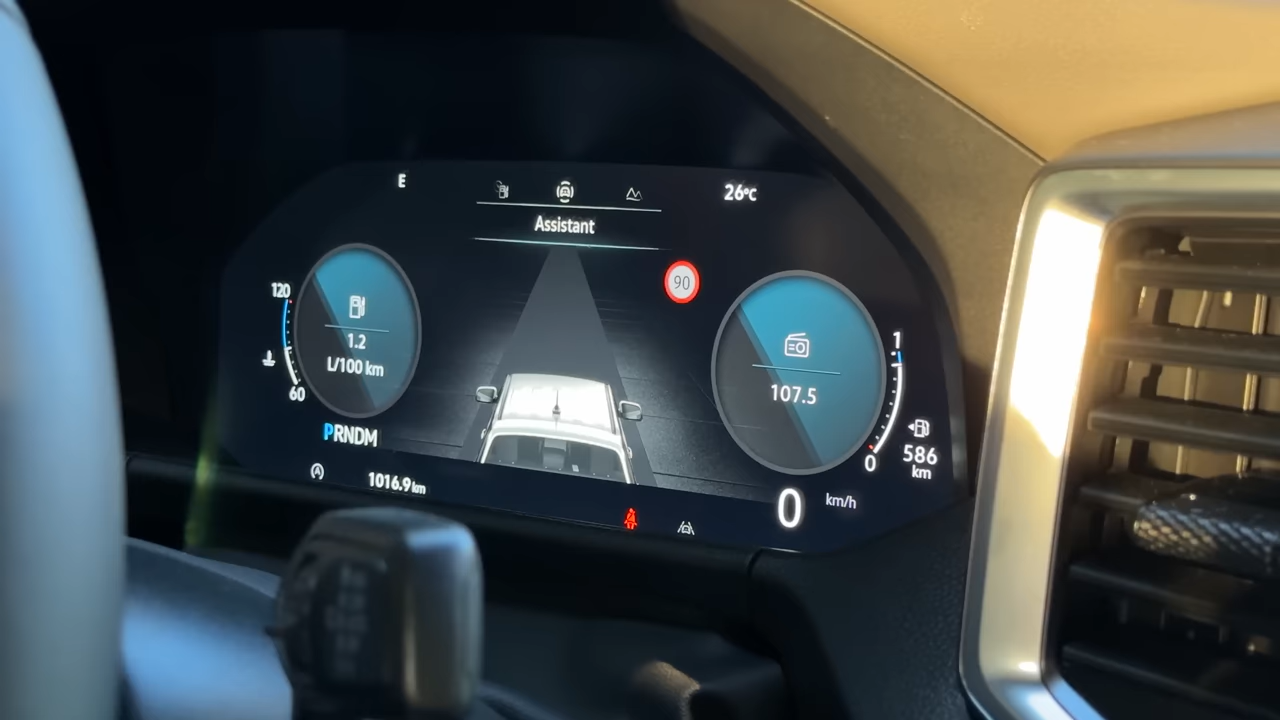 E
26°C
Assistant
90
120
1.2
L/100 km
60
107.5
1
0
586
km
PRNDM
A
1016.9 km
0 km/h